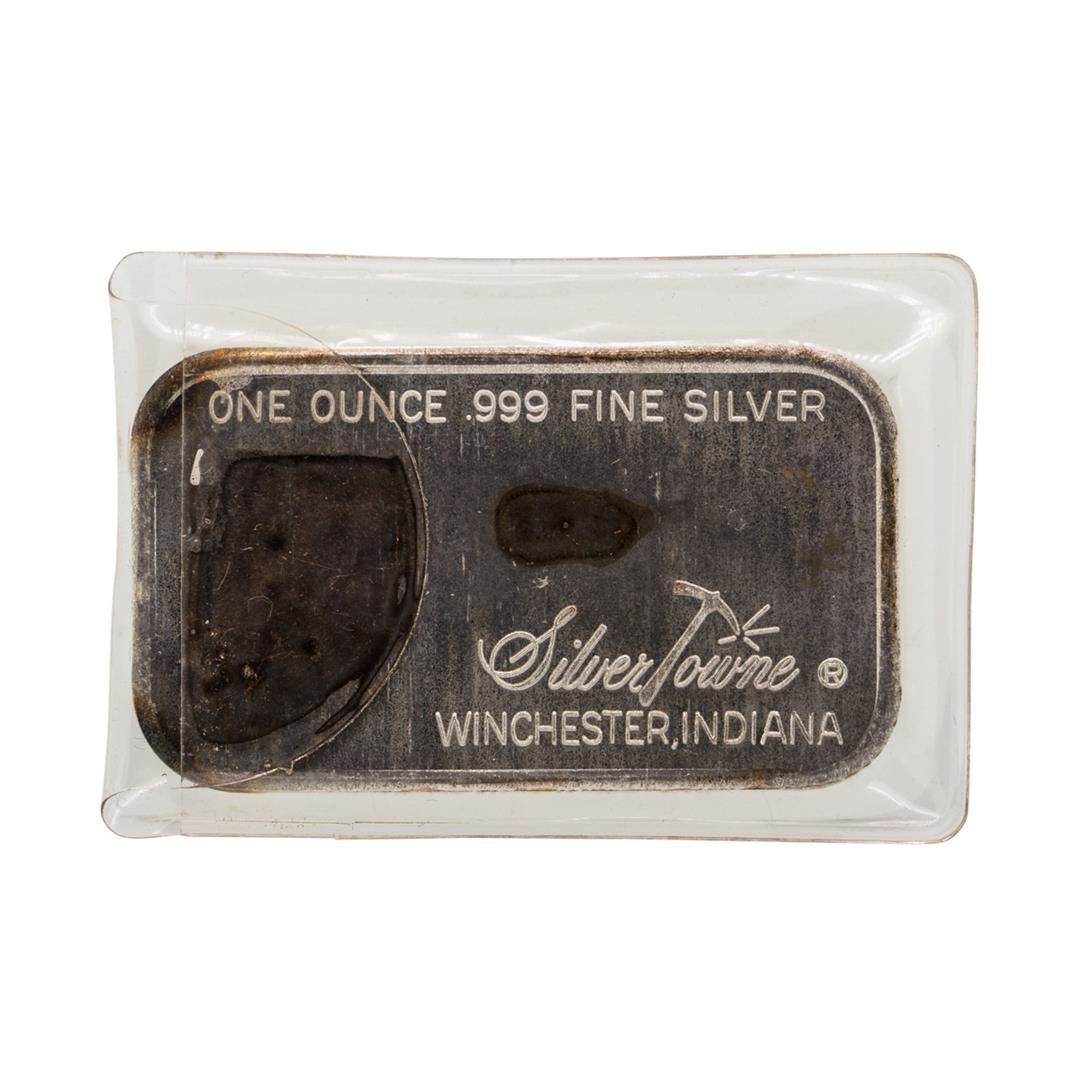 ONE OUNCE .999 FINE SILVER
SilverTowne ®
WINCHESTER, INDIANA